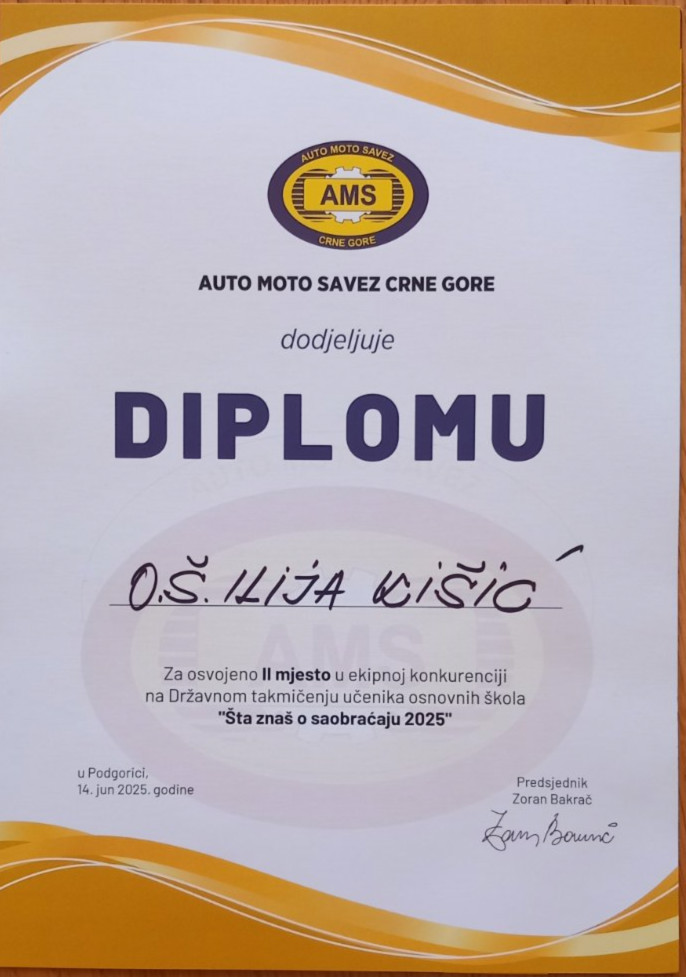 AUTO MOTO SAVEZ
AMS
CRNE GORE
AUTO MOTO SAVEZ CRNE GORE
dodjeljuje
DIPLOMU
O.Š. ILIJA KIŠIĆ
AMS
Za osvojeno II mjesto u ekipnoj konkurenciji
na Državnom takmičenju učenika osnovnih škola
"Šta znaš o saobraćaju 2025"
u Podgorici,
14. jun 2025. godine
Predsjednik
Zoran Bakrač